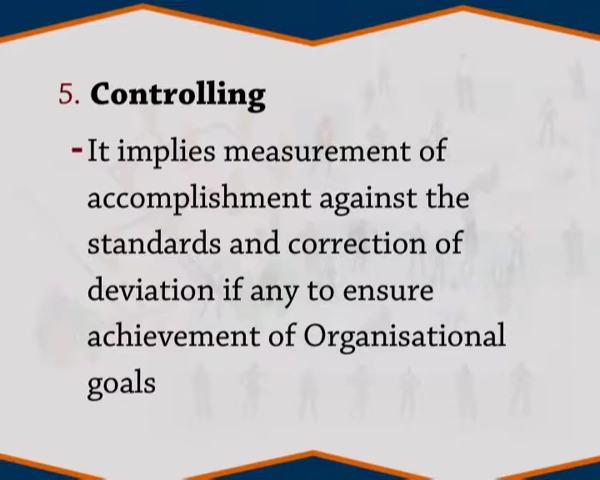 5. Controlling
-It implies measurement of
accomplishment against the
standards and correction of
deviation if any to ensure
achievement of Organisational
goals